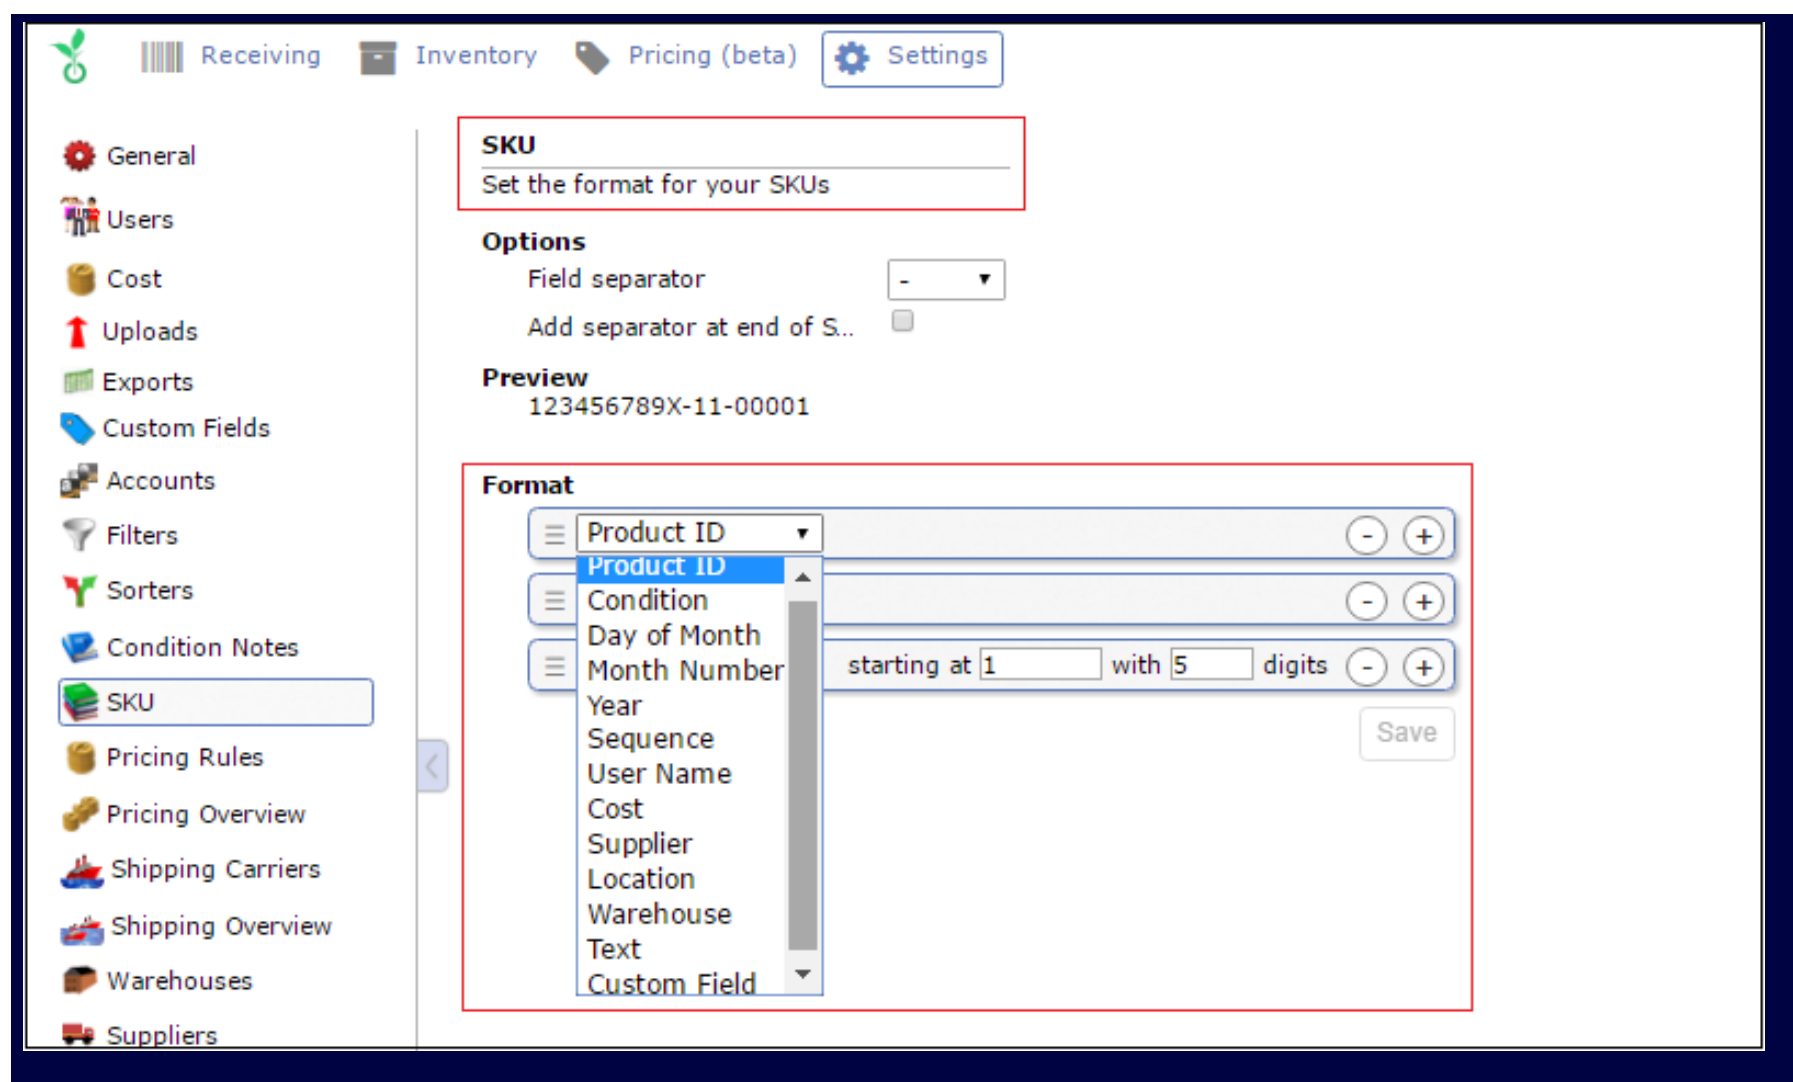 Receiving Inventory Pricing (beta) Settings
General
Users
Cost
Uploads
Exports
Custom Fields
Accounts
Filters
Sorters
Condition Notes
SKU
Pricing Rules
Pricing Overview
Shipping Carriers
Shipping Overview
Warehouses
Suppliers
SKU
Set the format for your SKUs
Options
Field separator -
Add separator at end of S...
Preview
123456789X-11-00001
Format
Product ID - +
Product ID
Condition - +
Day of Month
Month Number starting at 1 with 5 digits - +
Year
Sequence
User Name
Cost
Supplier
Location
Warehouse
Text
Custom Field
Save